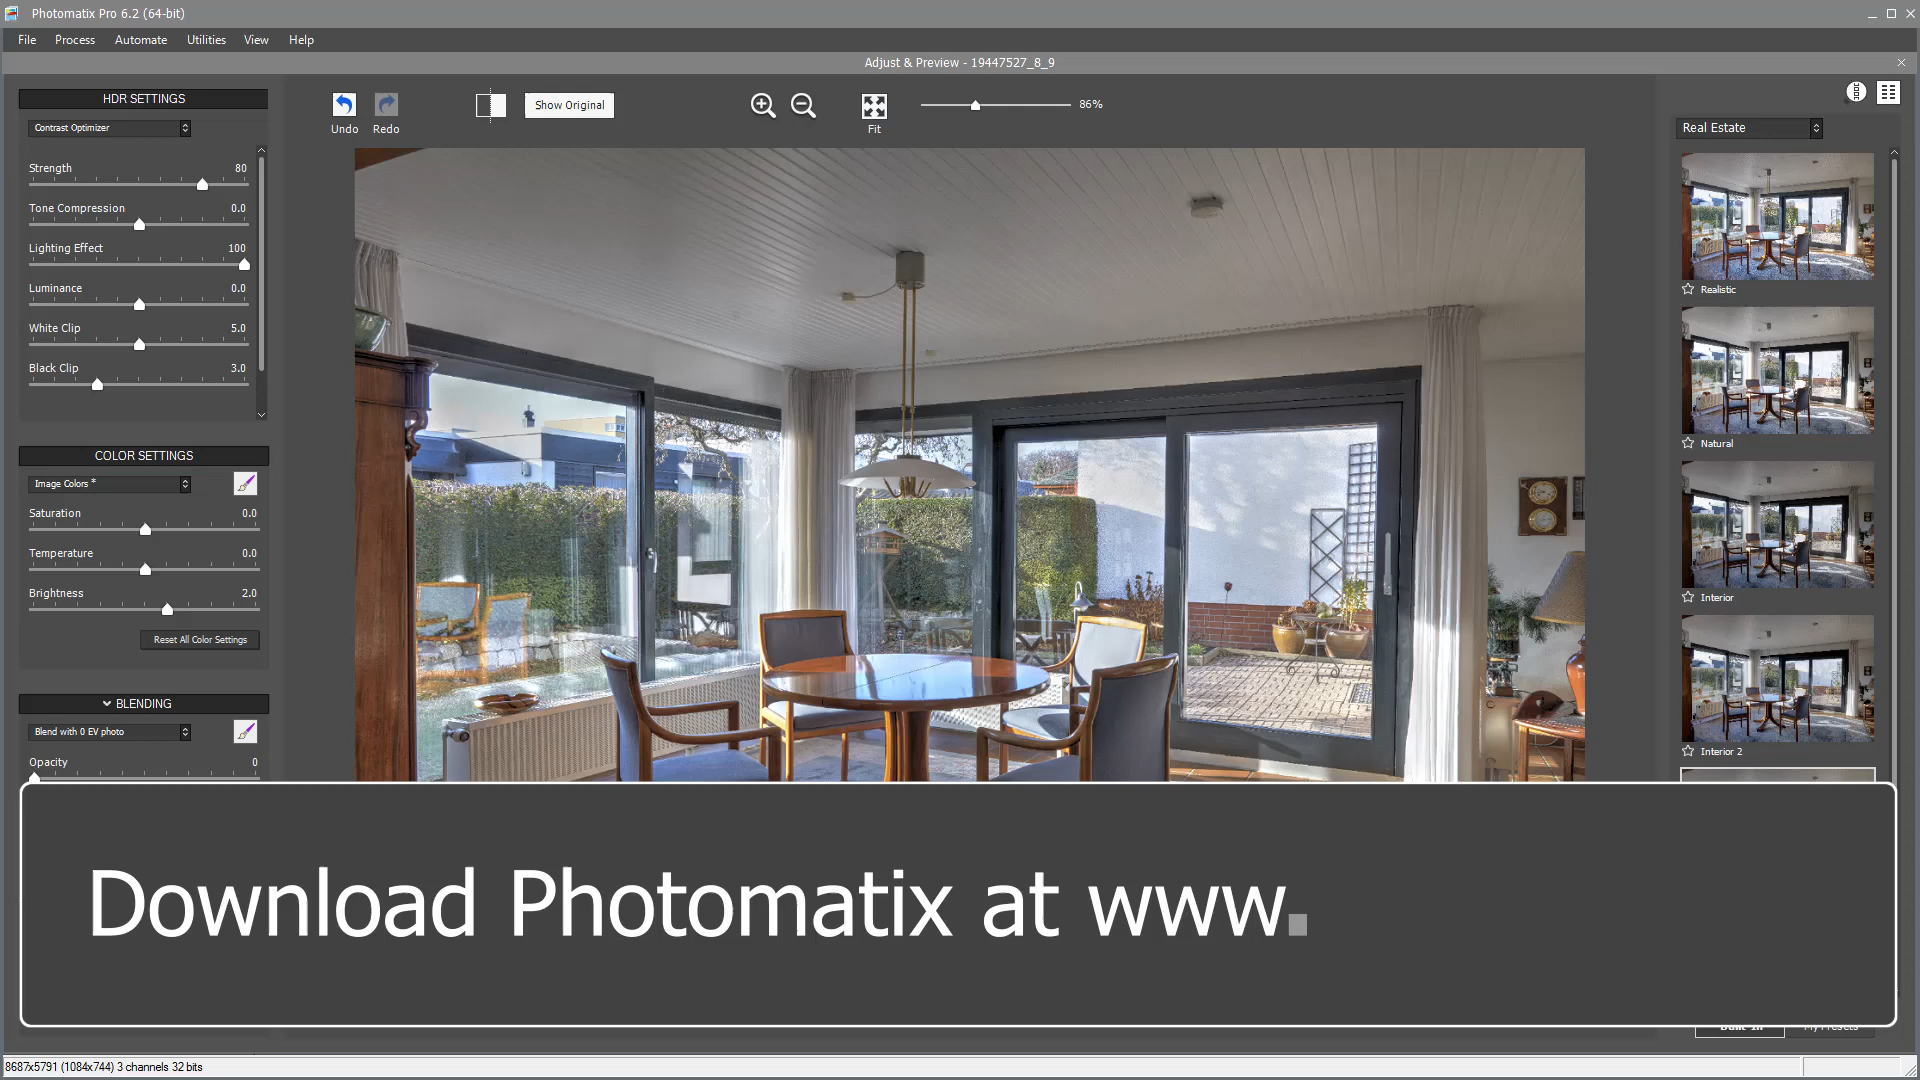 Photomatix Pro 6.2 (64-bit)
File Process Automate Utilities View Help
Adjust & Preview - 19447527_8_9
HDR SETTINGS
Contrast Optimizer
Strength 80
Tone Compression 0.0
Lighting Effect 100
Luminance 0.0
White Clip 5.0
Black Clip 3.0
COLOR SETTINGS
Image Colors *
Saturation 0.0
Temperature 0.0
Brightness 2.0
Reset All Color Settings
BLENDING
Blend with 0 EV photo
Opacity 0
Undo
Redo
Show Original
Fit
86%
Real Estate
Realistic
Natural
Interior
Interior 2
Download Photomatix at www.
Built-In
My Presets
8687x5791 (1084x744) 3 channels 32 bits